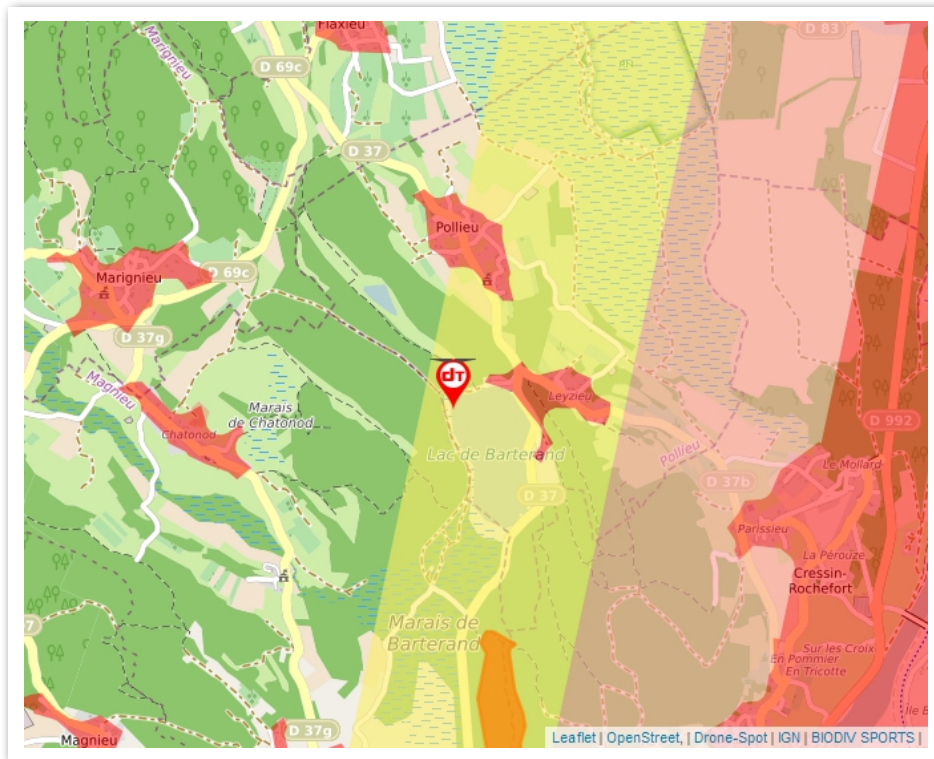 Flaxieu
Marignieu
D 69c
D 83
D 37
Pollieu
Marignieu
D 69c
D 37g
Magnieu
Marais
de Chatonod
Chatonod
dT
Leyzieu
Lac de Barterand
Pollieu
D 992
D 37
D 37b
Le Mollard
Parissieu
La Pérouze
Cressin-
Rochefort
Marais de
Barterand
Sur les Croix
En Pommier
En Tricotte
D 37g
Magnieu
Leaflet | OpenStreet, | Drone-Spot | IGN | BIODIV SPORTS |